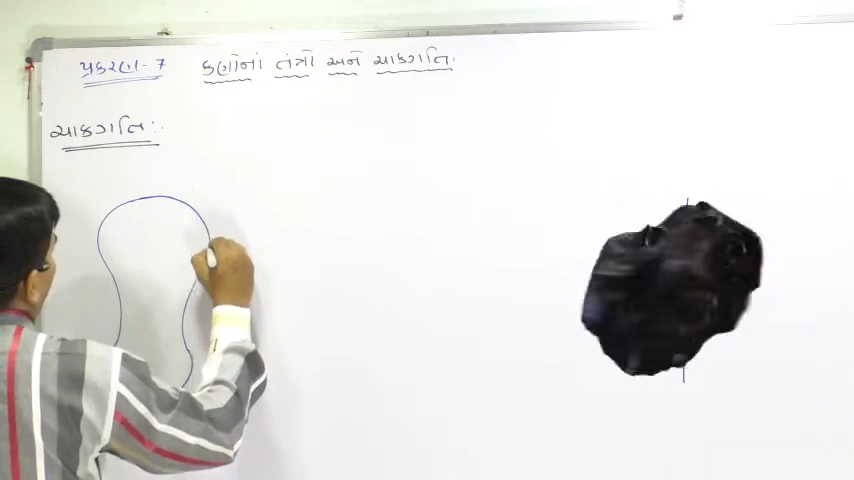 પ્રકરણ-7 કણોનાં તંત્રો અને ચાકગતિ.
ચાકગતિ :-